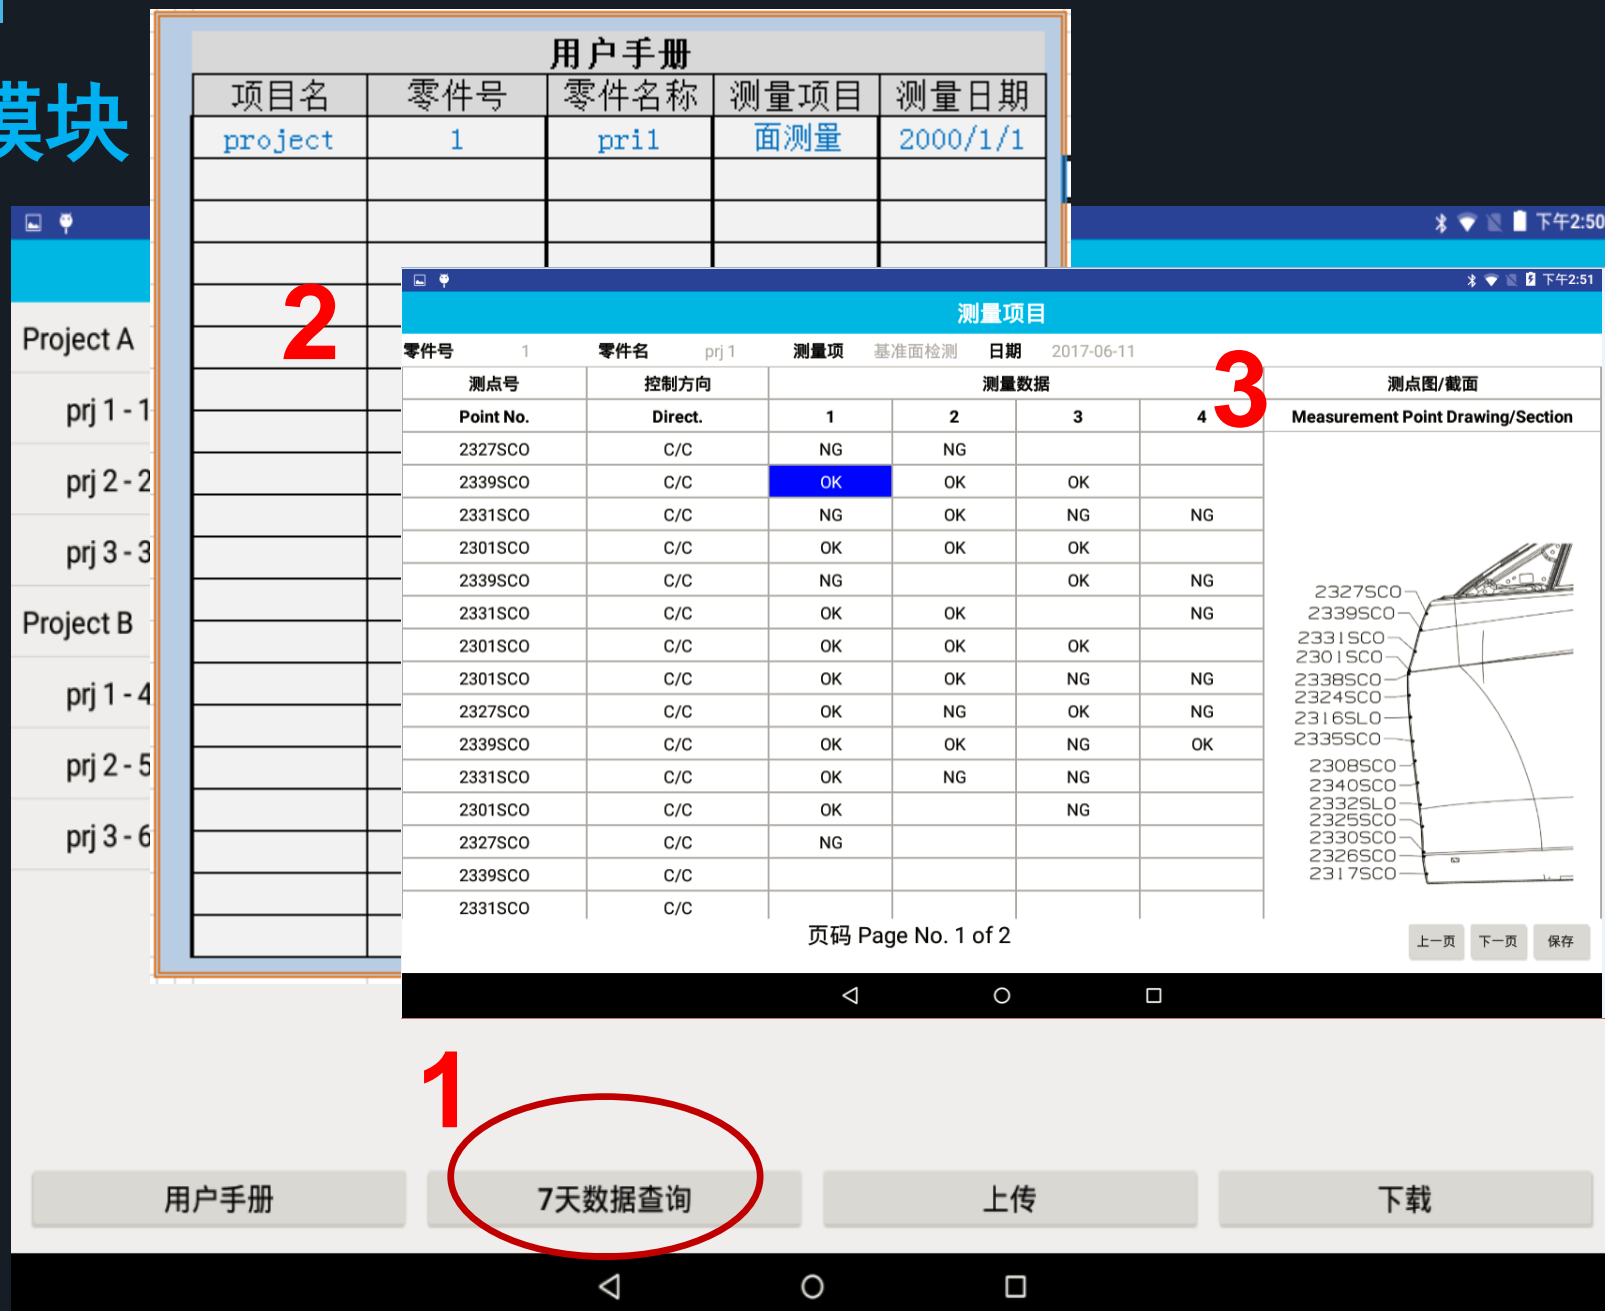 模块
用户手册
项目名 零件号 零件名称 测量项目 测量日期
project 1 pri1 面测量 2000/1/1
下午2:50
2
下午2:51
测量项目
3
零件号 1 零件名 prj 1 测量项 基准面检测 日期 2017-06-11
测点号 控制方向 测量数据 测点图/截面
Point No. Direct. 1 2 3 4 Measurement Point Drawing/Section
2327SCO C/C NG NG
2339SCO C/C OK OK OK
2331SCO C/C NG OK NG NG
2301SCO C/C OK OK OK
2339SCO C/C NG OK NG
2331SCO C/C OK OK NG
2301SCO C/C OK OK OK
2301SCO C/C OK OK NG NG
2327SCO C/C OK NG OK NG
2339SCO C/C OK OK NG OK
2331SCO C/C OK NG NG
2301SCO C/C OK NG
2327SCO C/C NG
2339SCO C/C
2331SCO C/C
2327SCO
2339SCO
2331SCO
2301SCO
2338SCO
2324SCO
2316SLO
2335SCO
2308SCO
2340SCO
2332SLO
2325SCO
2330SCO
2326SCO
2317SCO
页码 Page No. 1 of 2
上一页 下一页 保存
Project A
prj 1 - 1
prj 2 - 2
prj 3 - 3
Project B
prj 1 - 4
prj 2 - 5
prj 3 - 6
1
用户手册 7天数据查询 上传 下载